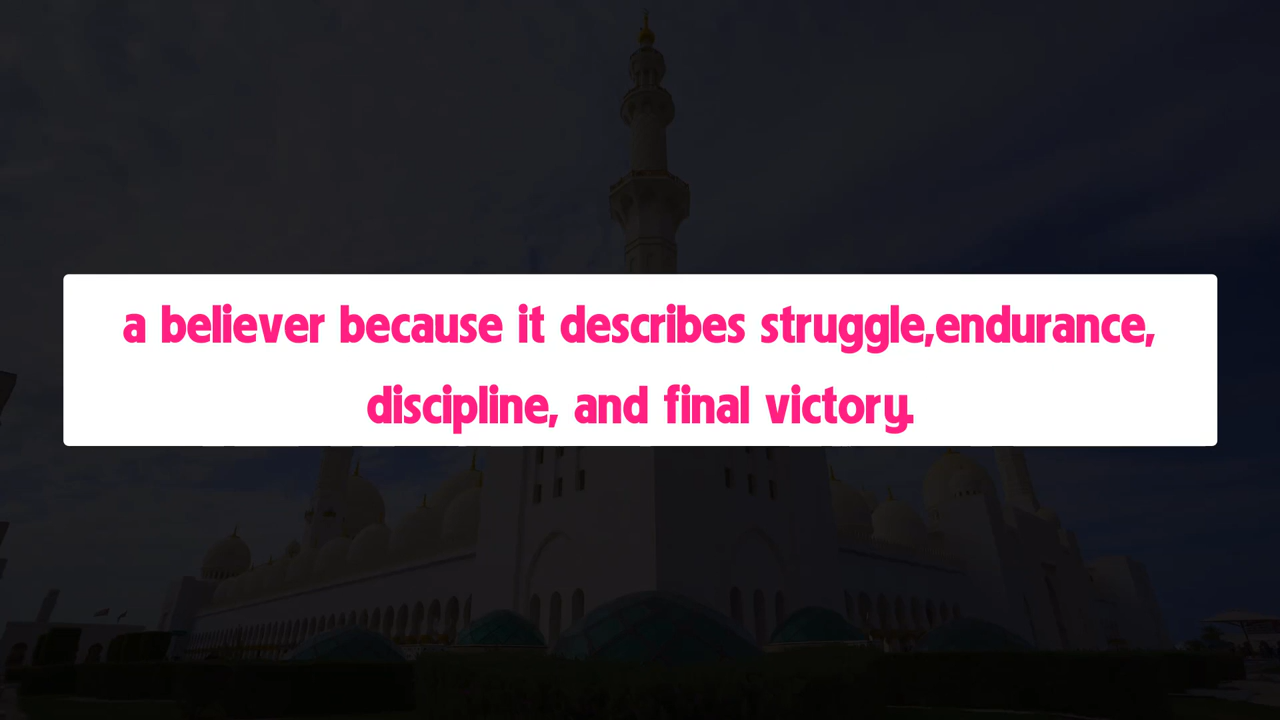 a believer because it describes struggle,endurance,
discipline, and final victory.